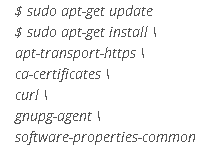 $ sudo apt-get update
$ sudo apt-get install \
apt-transport-https \
ca-certificates \
curl \
gnupg-agent \
software-properties-common